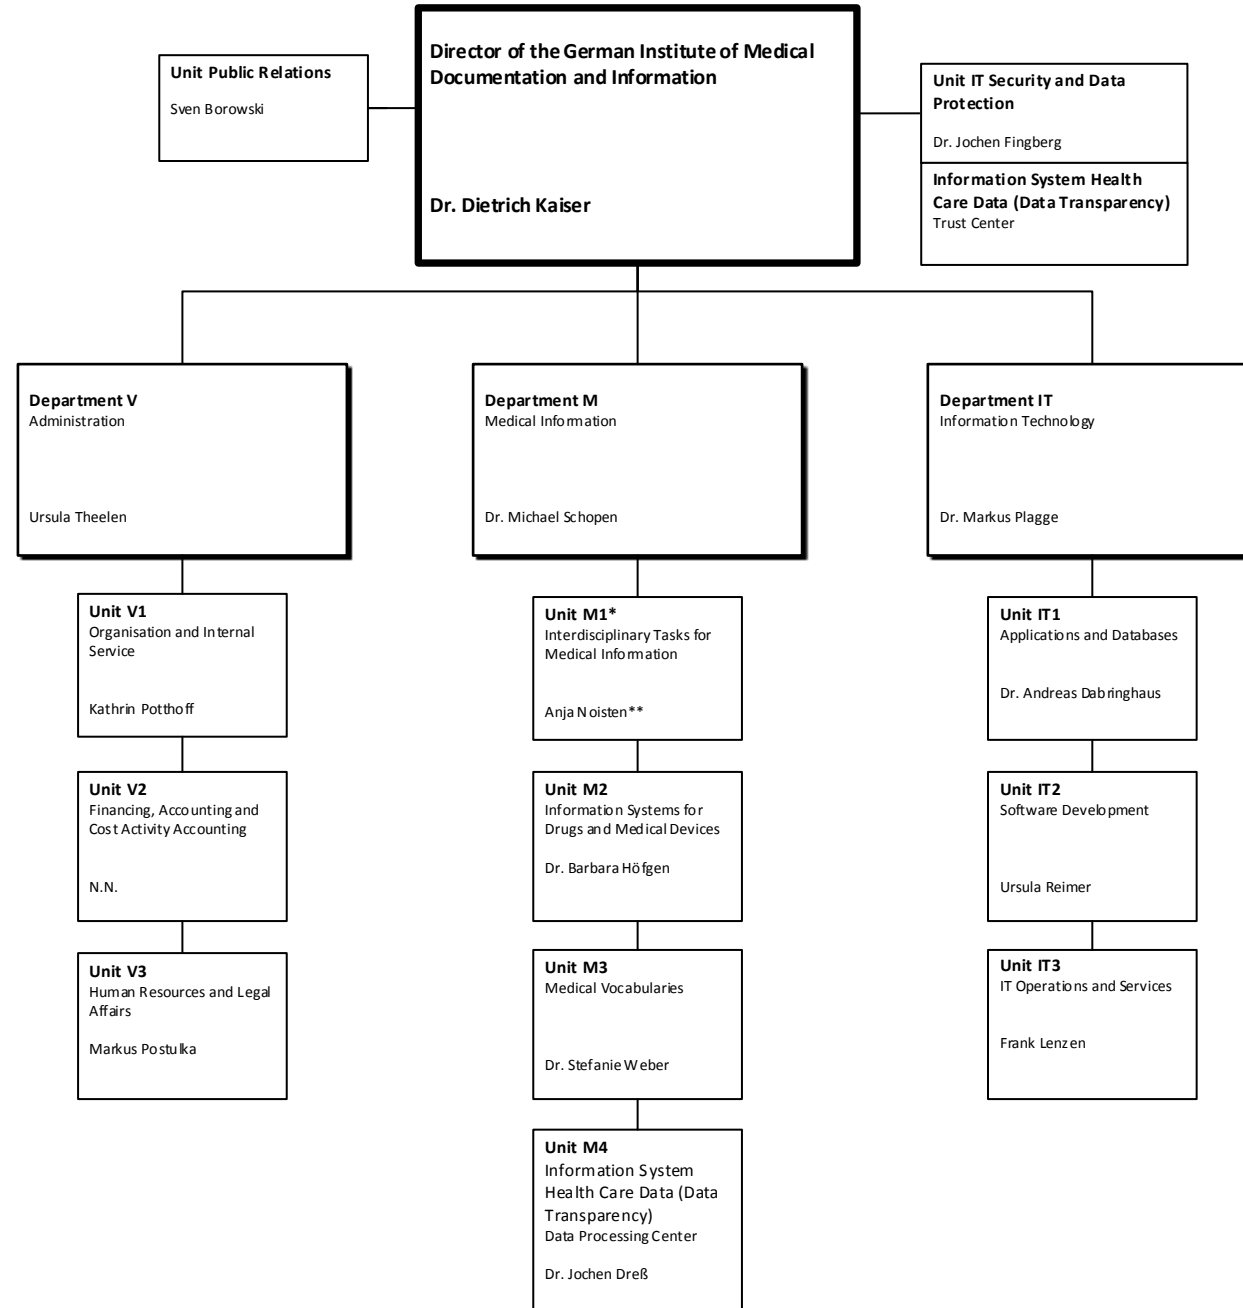 Director of the German Institute of Medical
Documentation and Information
Dr. Dietrich Kaiser
Unit Public Relations
Sven Borowski
Unit IT Security and Data
Protection
Dr. Jochen Fingberg
Information System Health
Care Data (Data Transparency)
Trust Center
Department V
Administration
Ursula Theelen
Department M
Medical Information
Dr. Michael Schopen
Department IT
Information Technology
Dr. Markus Plagge
Unit V1
Organisation and Internal
Service
Kathrin Potthoff
Unit V2
Financing, Accounting and
Cost Activity Accounting
N.N.
Unit V3
Human Resources and Legal
Affairs
Markus Postulka
Unit M1*
Interdisciplinary Tasks for
Medical Information
Anja Noisten**
Unit M2
Information Systems for
Drugs and Medical Devices
Dr. Barbara Höfgen
Unit M3
Medical Vocabularies
Dr. Stefanie Weber
Unit M4
Information System
Health Care Data (Data
Transparency)
Data Processing Center
Dr. Jochen Dreß
Unit IT1
Applications and Databases
Dr. Andreas Dabringhaus
Unit IT2
Software Development
Ursula Reimer
Unit IT3
IT Operations and Services
Frank Lenzen